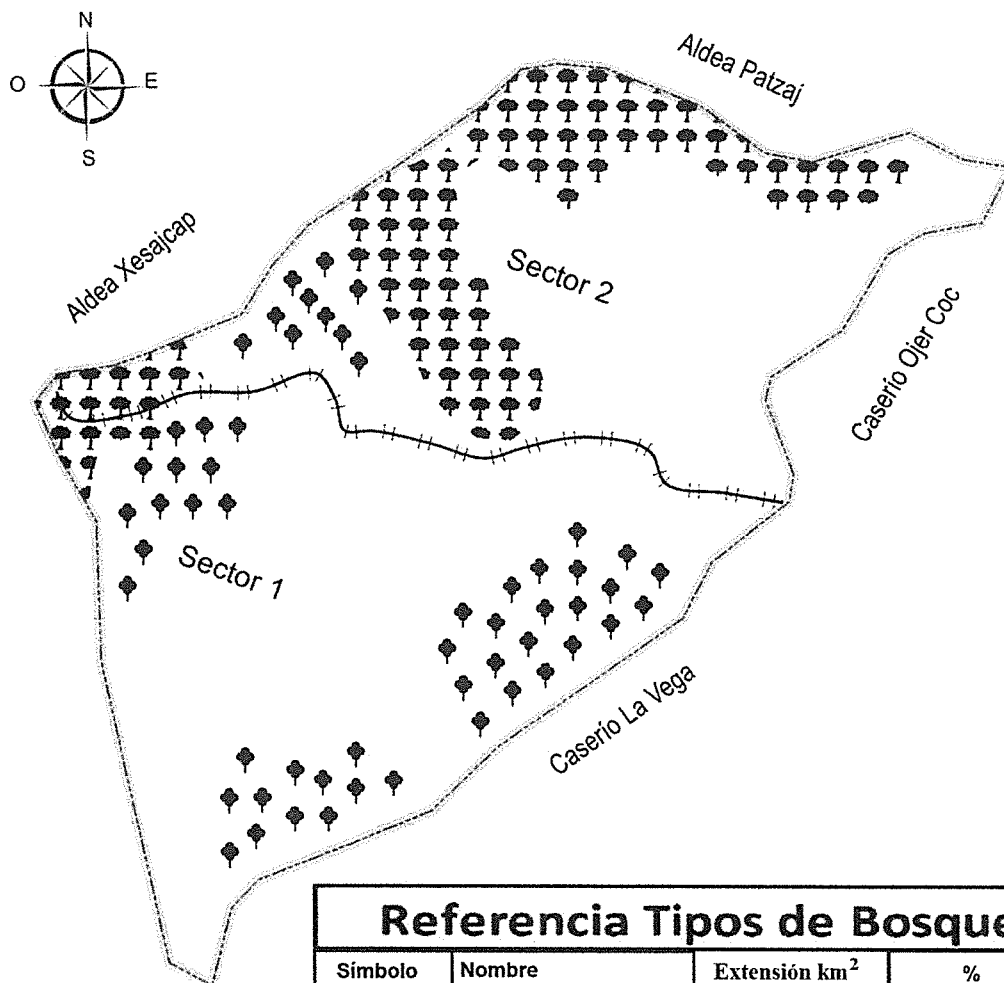 N
O
E
S
Aldea Patzaj
Aldea Xesajcap
Sector 2
Caserío Ojer Coc
Sector 1
Caserío La Vega
Referencia Tipos de Bosque
Símbolo Nombre Extensión km² %